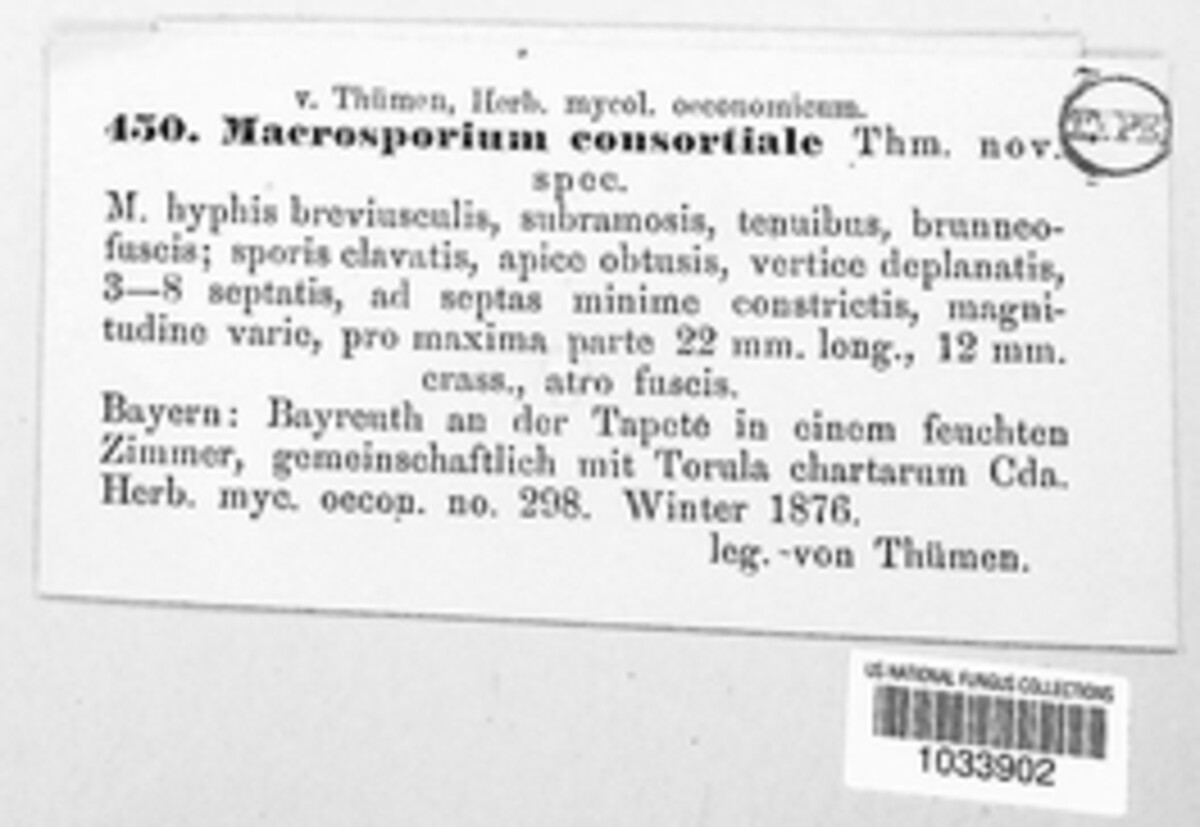 v. Thümen, Herb. mycol. oeconomicum.
450. Macrosporium consortiale Thm. nov.
spec.
TYPE
M. hyphis breviusculis, subramosis, tenuibus, brunneo-
fuscis; sporis clavatis, apice obtusis, vertice deplanatis,
3—8 septatis, ad septas minime constrictis, magni-
tudine varie, pro maxima parte 22 mm. long., 12 mm.
crass., atro fuscis.
Bayern: Bayreuth an der Tapete in einem feuchten
Zimmer, gemeinschaftlich mit Torula chartarum Cda.
Herb. myc. oecon. no. 298. Winter 1876.
leg. -von Thümen.
US NATIONAL FUNGUS COLLECTIONS
1033902